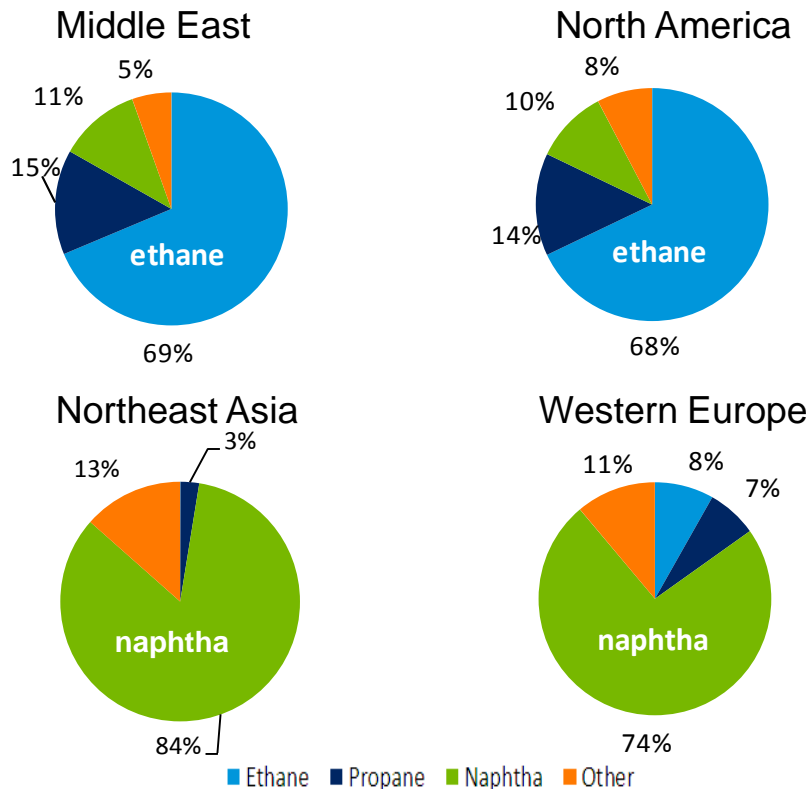 Middle East
5%
11%
15%
ethane
69%
North America
8%
10%
14%
ethane
68%
Northeast Asia
3%
13%
naphtha
84%
Western Europe
11%
8%
7%
naphtha
74%
Ethane Propane Naphtha Other